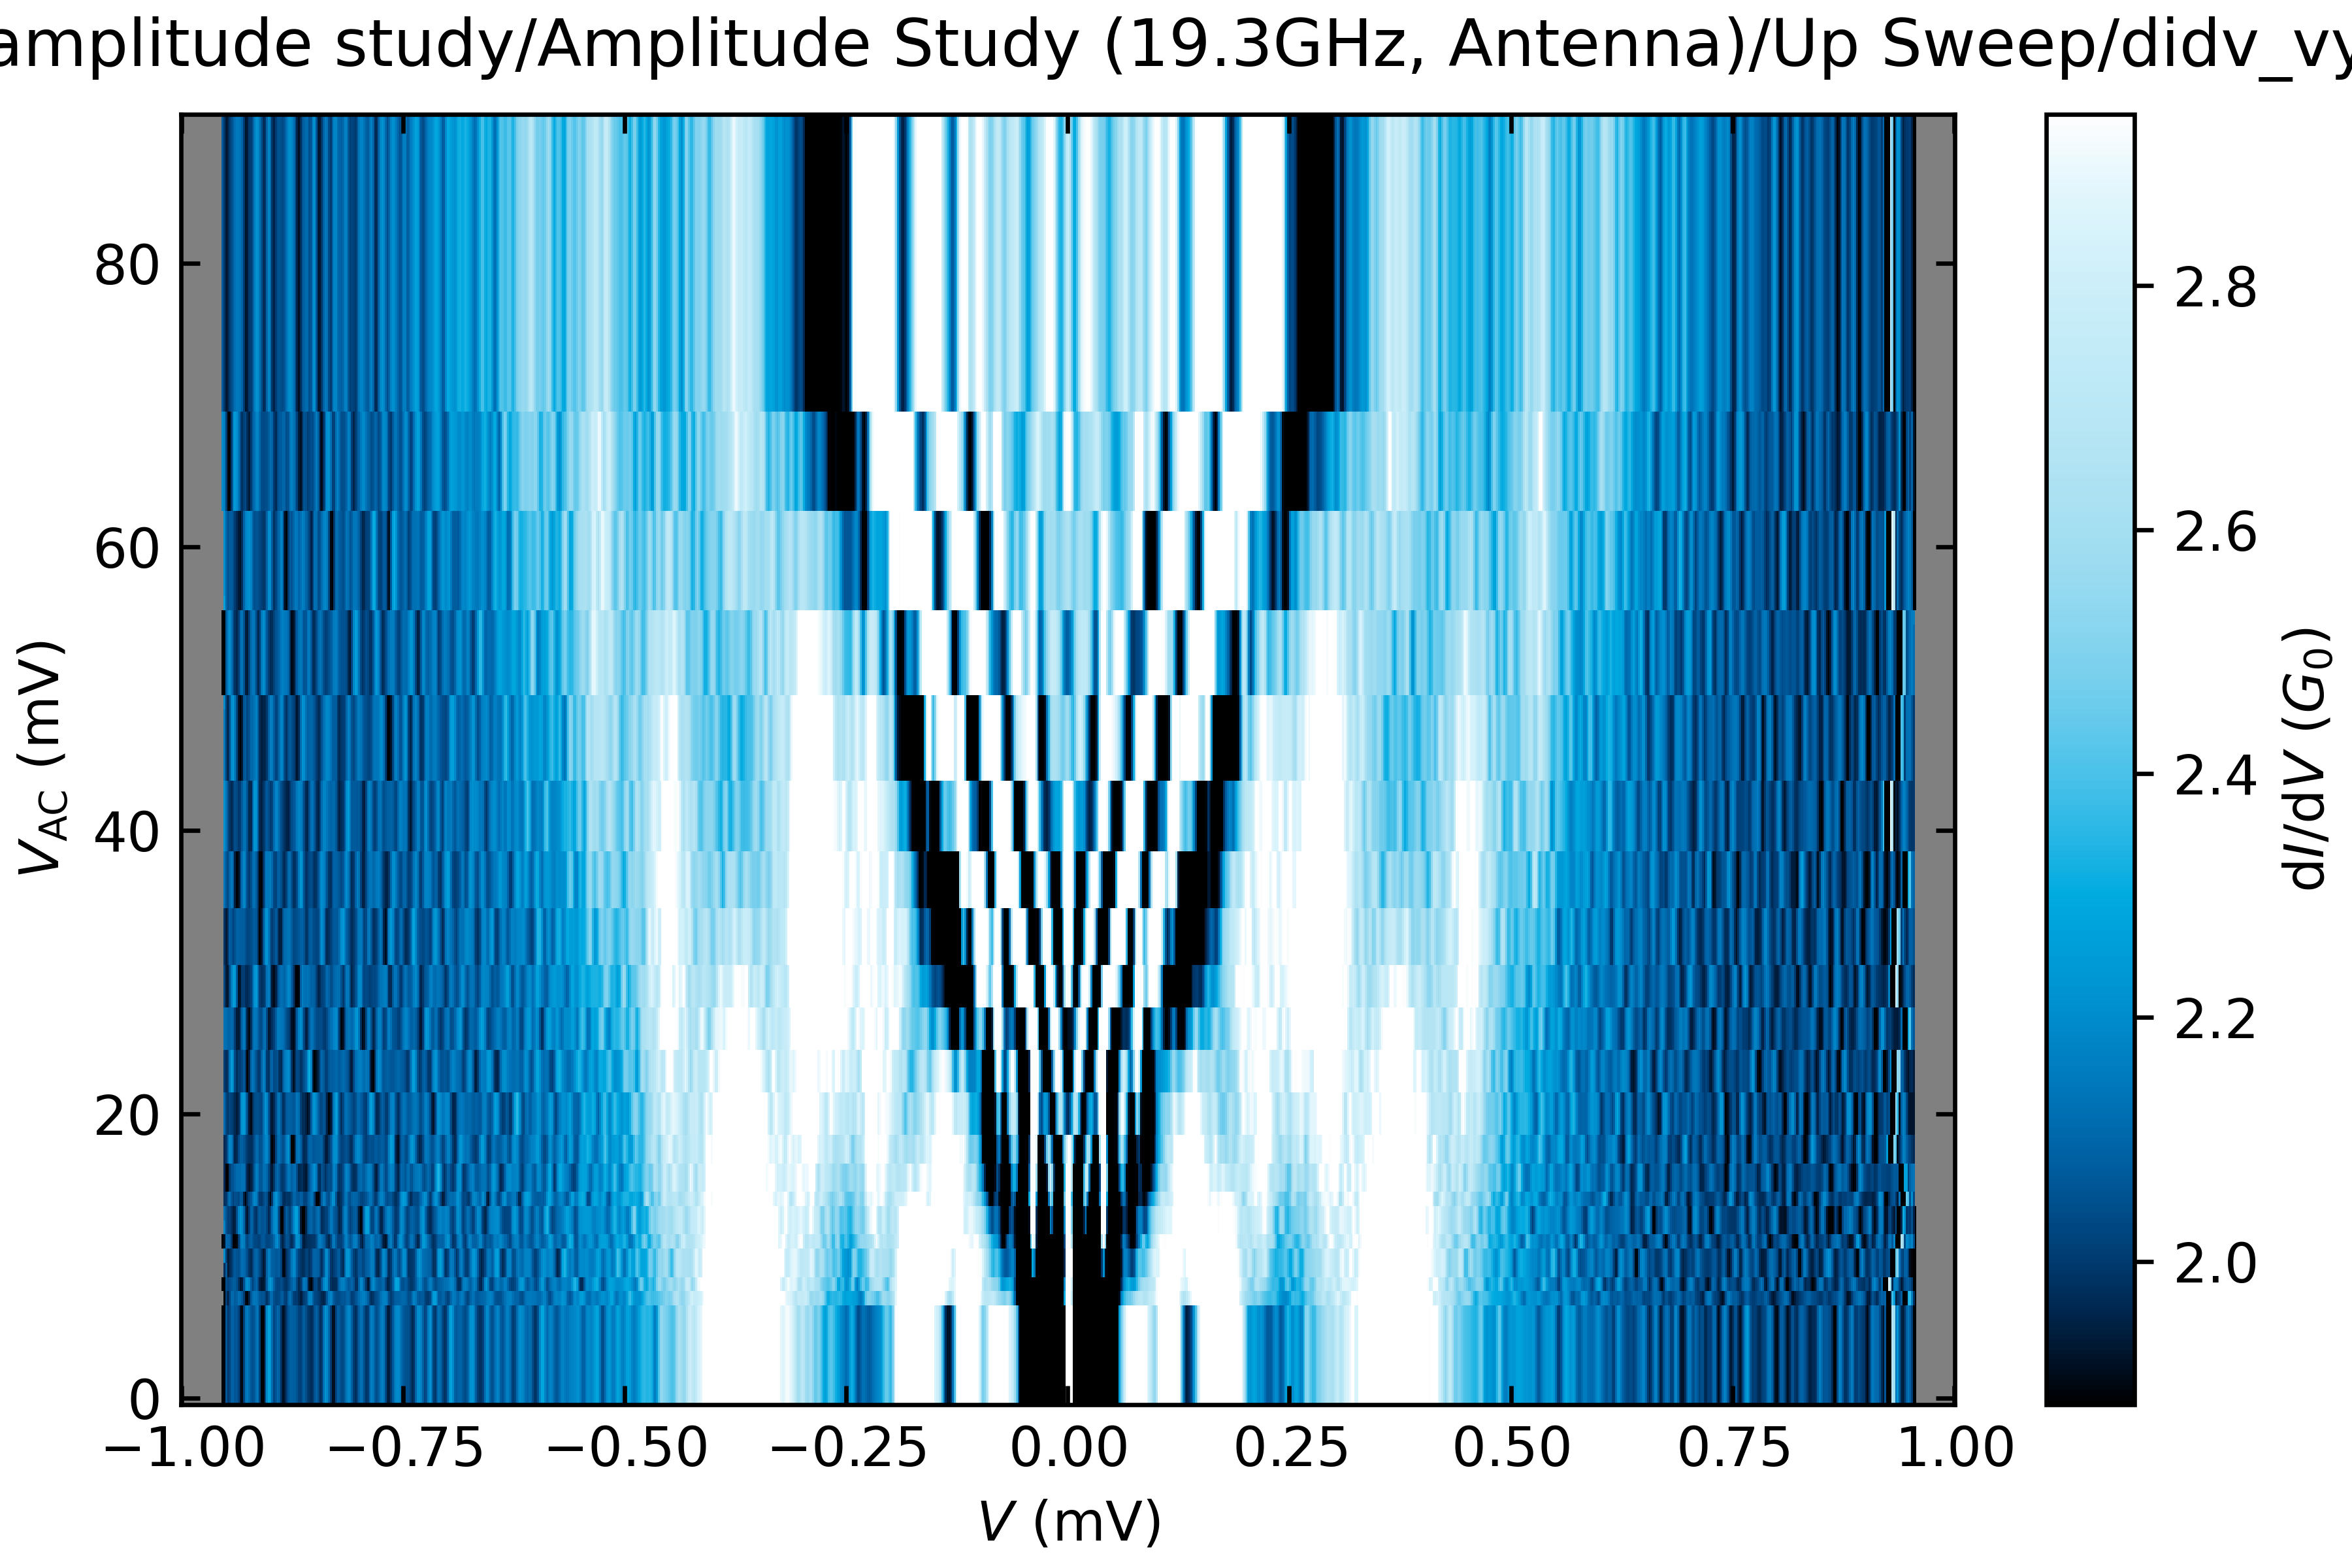 amplitude study/Amplitude Study (19.3GHz, Antenna)/Up Sweep/didv_vy
80
60
40
20
0
V_AC (mV)
−1.00 −0.75 −0.50 −0.25 0.00 0.25 0.50 0.75 1.00
V (mV)
2.8
2.6
2.4
2.2
2.0
dI/dV (G₀)